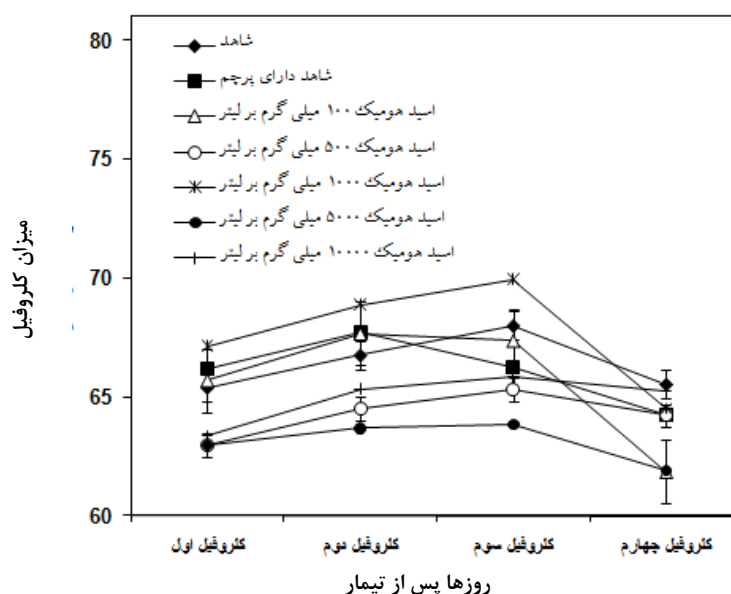 80
75
70
65
60
شاهد
شاهد دارای پرچم
اسید هومیک ۱۰۰ میلی گرم بر لیتر
اسید هومیک ۵۰۰ میلی گرم بر لیتر
اسید هومیک ۱۰۰۰ میلی گرم بر لیتر
اسید هومیک ۵۰۰۰ میلی گرم بر لیتر
اسید هومیک ۱۰۰۰۰ میلی گرم بر لیتر
میزان کلروفیل
کلروفیل اول
کلروفیل دوم
کلروفیل سوم
کلروفیل چهارم
روزها پس از تیمار